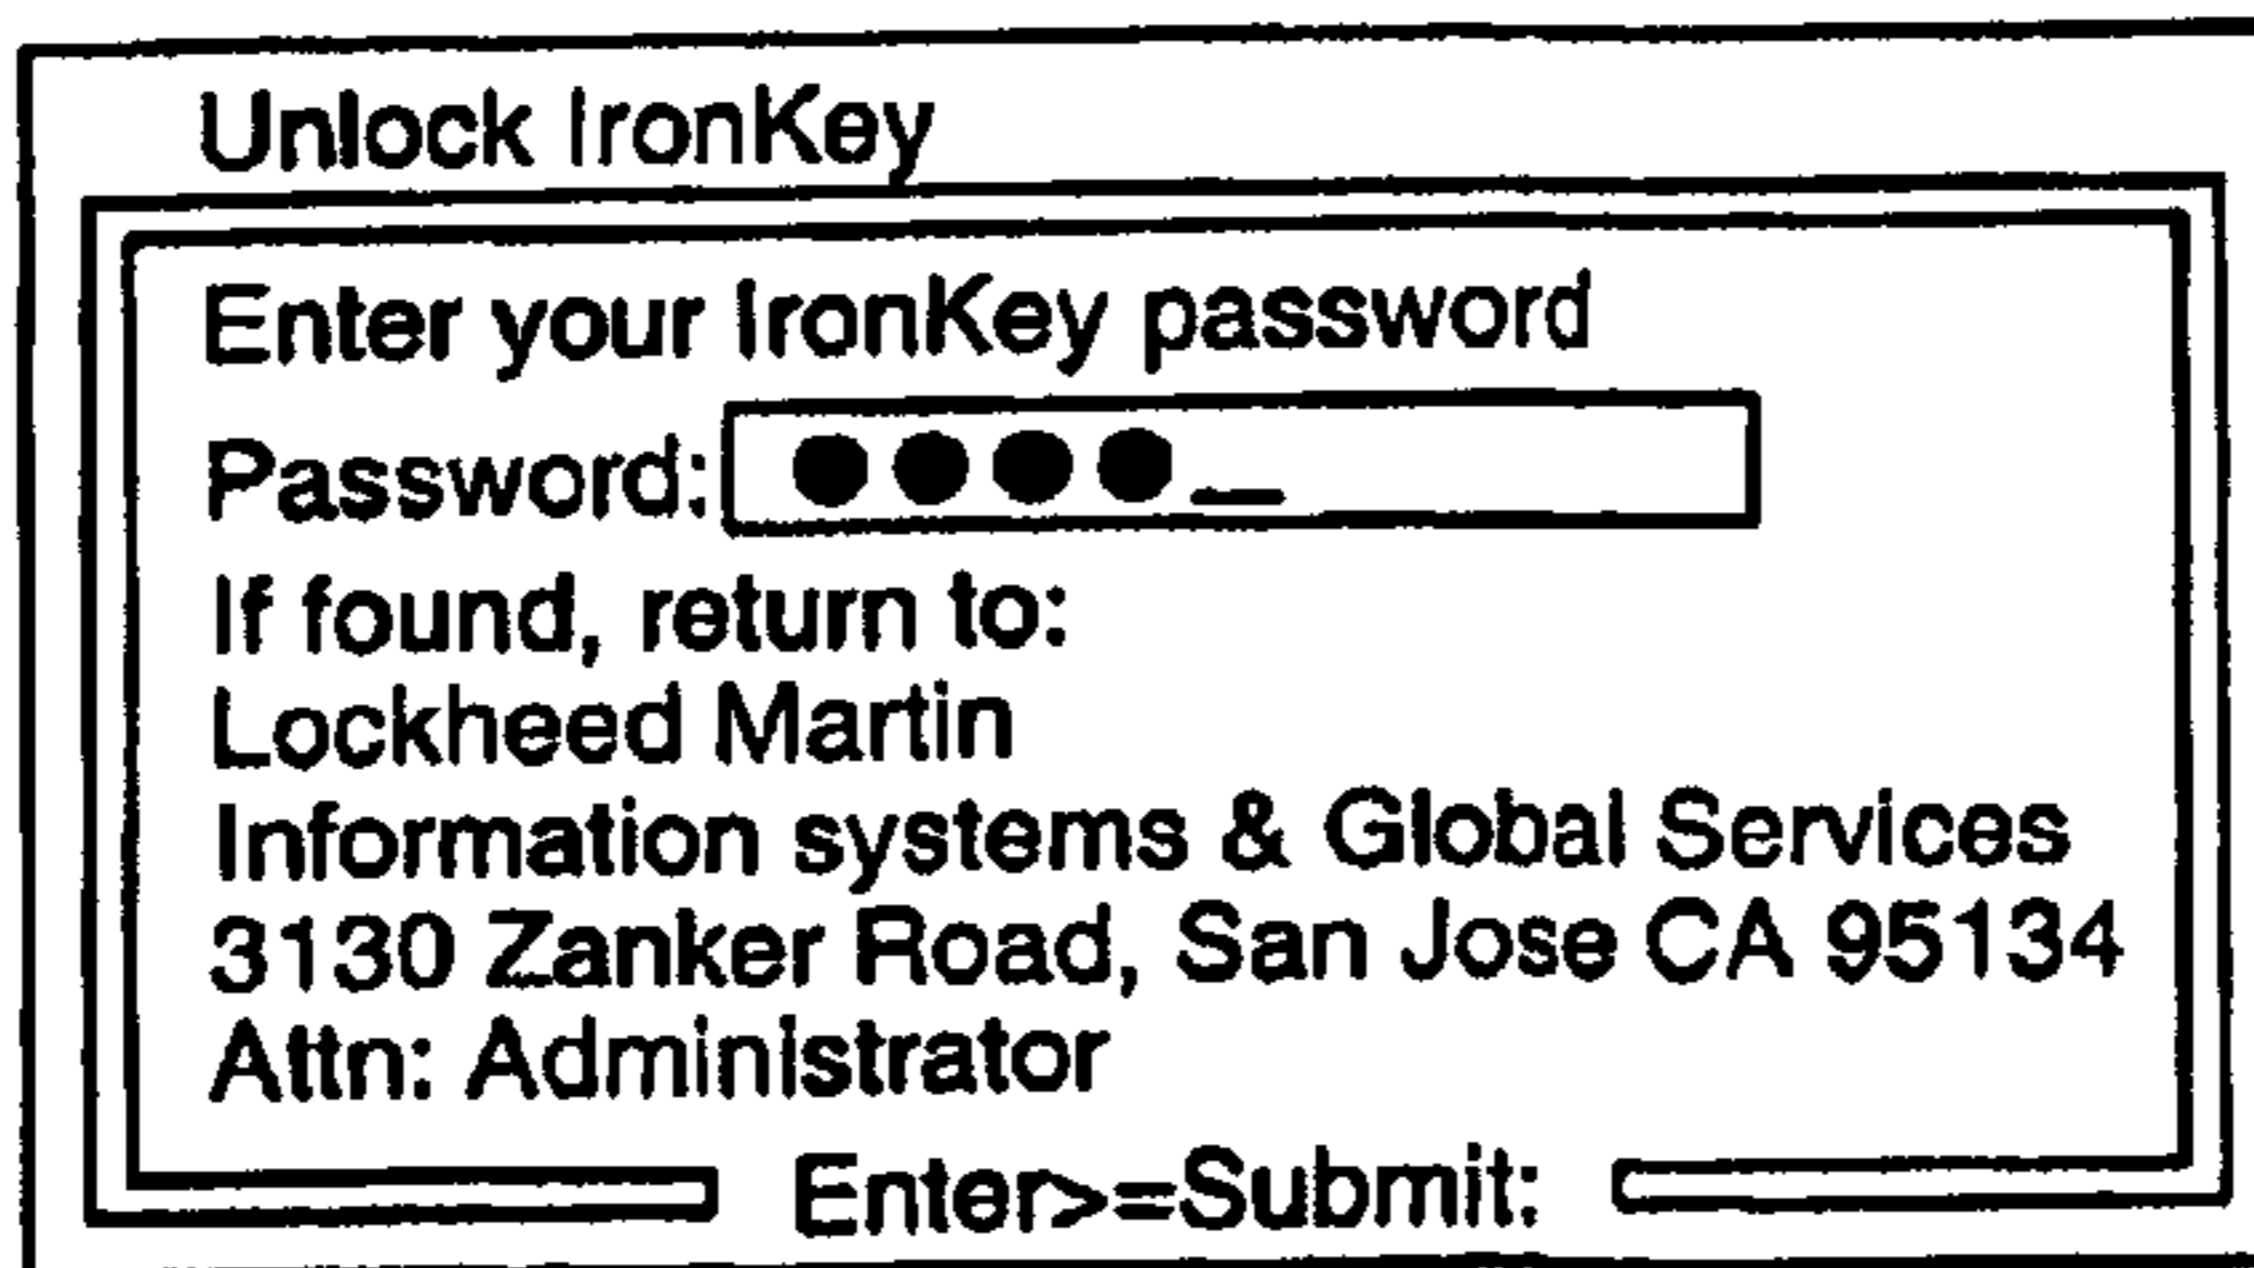 Unlock IronKey
Enter your IronKey password
Password: ●●●●_
If found, return to:
Lockheed Martin
Information systems & Global Services
3130 Zanker Road, San Jose CA 95134
Attn: Administrator
Enter>=Submit: